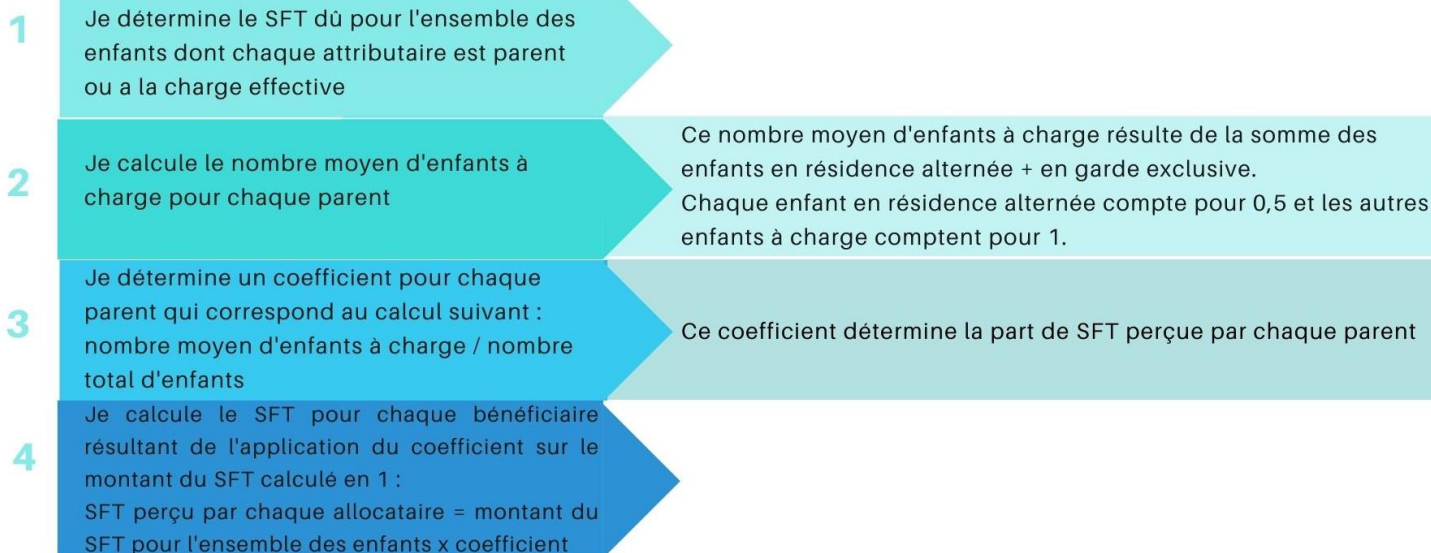 1
Je détermine le SFT dû pour l'ensemble des
enfants dont chaque attributaire est parent
ou a la charge effective
2
Je calcule le nombre moyen d'enfants à
charge pour chaque parent
Ce nombre moyen d'enfants à charge résulte de la somme des
enfants en résidence alternée + en garde exclusive.
Chaque enfant en résidence alternée compte pour 0,5 et les autres
enfants à charge comptent pour 1.
3
Je détermine un coefficient pour chaque
parent qui correspond au calcul suivant :
nombre moyen d'enfants à charge / nombre
total d'enfants
Ce coefficient détermine la part de SFT perçue par chaque parent
4
Je calcule le SFT pour chaque bénéficiaire
résultant de l'application du coefficient sur le
montant du SFT calculé en 1 :
SFT perçu par chaque allocataire = montant du
SFT pour l'ensemble des enfants x coefficient